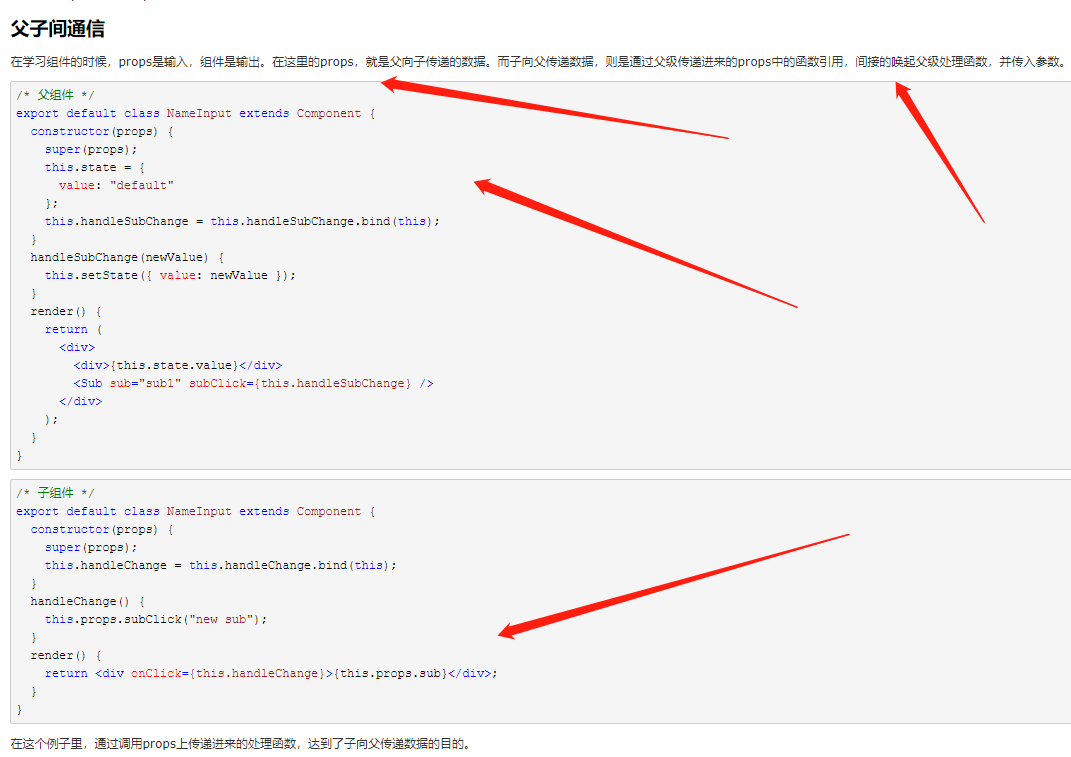 父子间通信
在学习组件的时候，props是输入，组件是输出。在这里的props，就是父向子传递的数据。而子向父传递数据，则是通过父级传递进来的props中的函数引用，间接的唤起父级处理函数，并传入参数。
/* 父组件 */
export default class NameInput extends Component {
  constructor(props) {
    super(props);
    this.state = {
      value: "default"
    };
    this.handleSubChange = this.handleSubChange.bind(this);
  }
  handleSubChange(newValue) {
    this.setState({ value: newValue });
  }
  render() {
    return (
      <div>
        <div>{this.state.value}</div>
        <Sub sub="sub1" subClick={this.handleSubChange} />
      </div>
    );
  }
}
/* 子组件 */
export default class NameInput extends Component {
  constructor(props) {
    super(props);
    this.handleChange = this.handleChange.bind(this);
  }
  handleChange() {
    this.props.subClick("new sub");
  }
  render() {
    return <div onClick={this.handleChange}>{this.props.sub}</div>;
  }
}
在这个例子里，通过调用props上传递进来的处理函数，达到了子向父传递数据的目的。